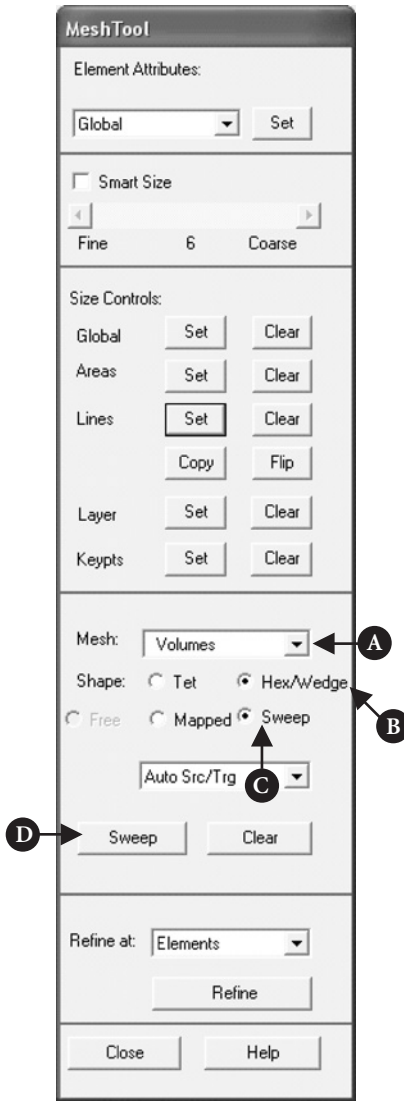 MeshTool
Element Attributes:
Global Set
Smart Size
Fine 6 Coarse
Size Controls:
Global Set Clear
Areas Set Clear
Lines Set Clear
Copy Flip
Layer Set Clear
Keypts Set Clear
Mesh: Volumes A
Shape: Tet Hex/Wedge
B
Free Mapped Sweep
Auto Src/Trg C
D Sweep Clear
Refine at: Elements
Refine
Close Help